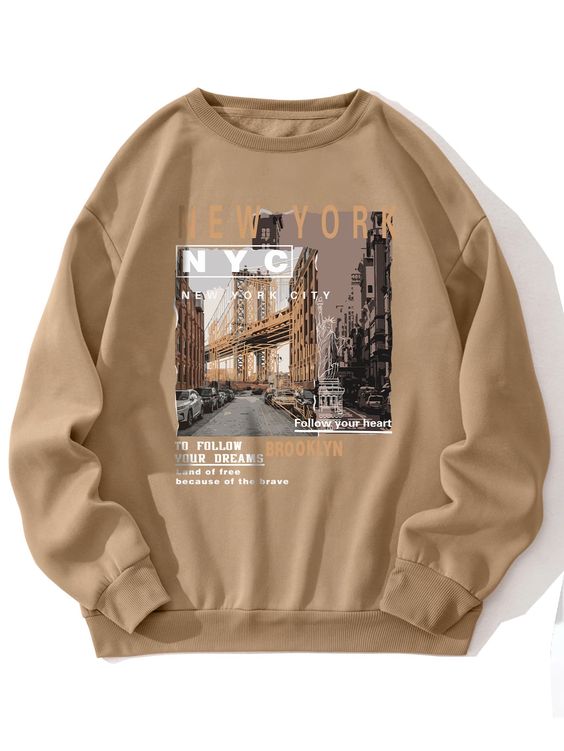 NEW YORK
NYC
NEW YORK CITY
Follow your heart
TO FOLLOW
YOUR DREAMS
BROOKLYN
Land of free
because of the brave